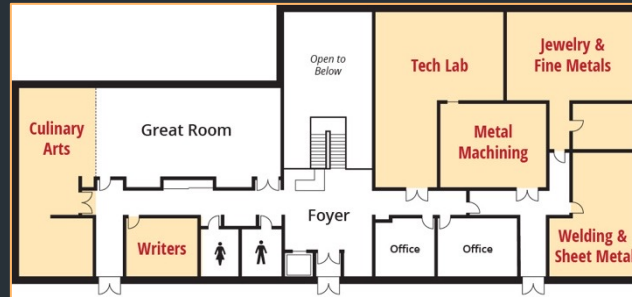 Open to
Below
Tech Lab
Jewelry &
Fine Metals
Culinary
Arts
Great Room
Metal
Machining
Foyer
Writers
Office
Office
Welding &
Sheet Metal